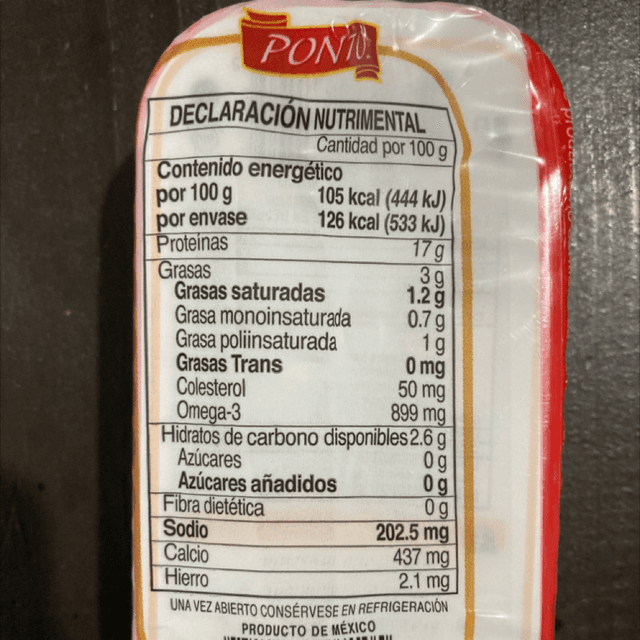 PONTO.
DECLARACIÓN NUTRIMENTAL
Cantidad por 100 g
Contenido energético
por 100 g 105 kcal (444 kJ)
por envase 126 kcal (533 kJ)
Proteínas 17 g
Grasas 3 g
Grasas saturadas 1.2 g
Grasa monoinsaturada 0.7 g
Grasa poliinsaturada 1 g
Grasas Trans 0 mg
Colesterol 50 mg
Omega-3 899 mg
Hidratos de carbono disponibles 2.6 g
Azúcares 0 g
Azúcares añadidos 0 g
Fibra dietética 0 g
Sodio 202.5 mg
Calcio 437 mg
Hierro 2.1 mg
UNA VEZ ABIERTO CONSÉRVESE EN REFRIGERACIÓN
PRODUCTO DE MÉXICO